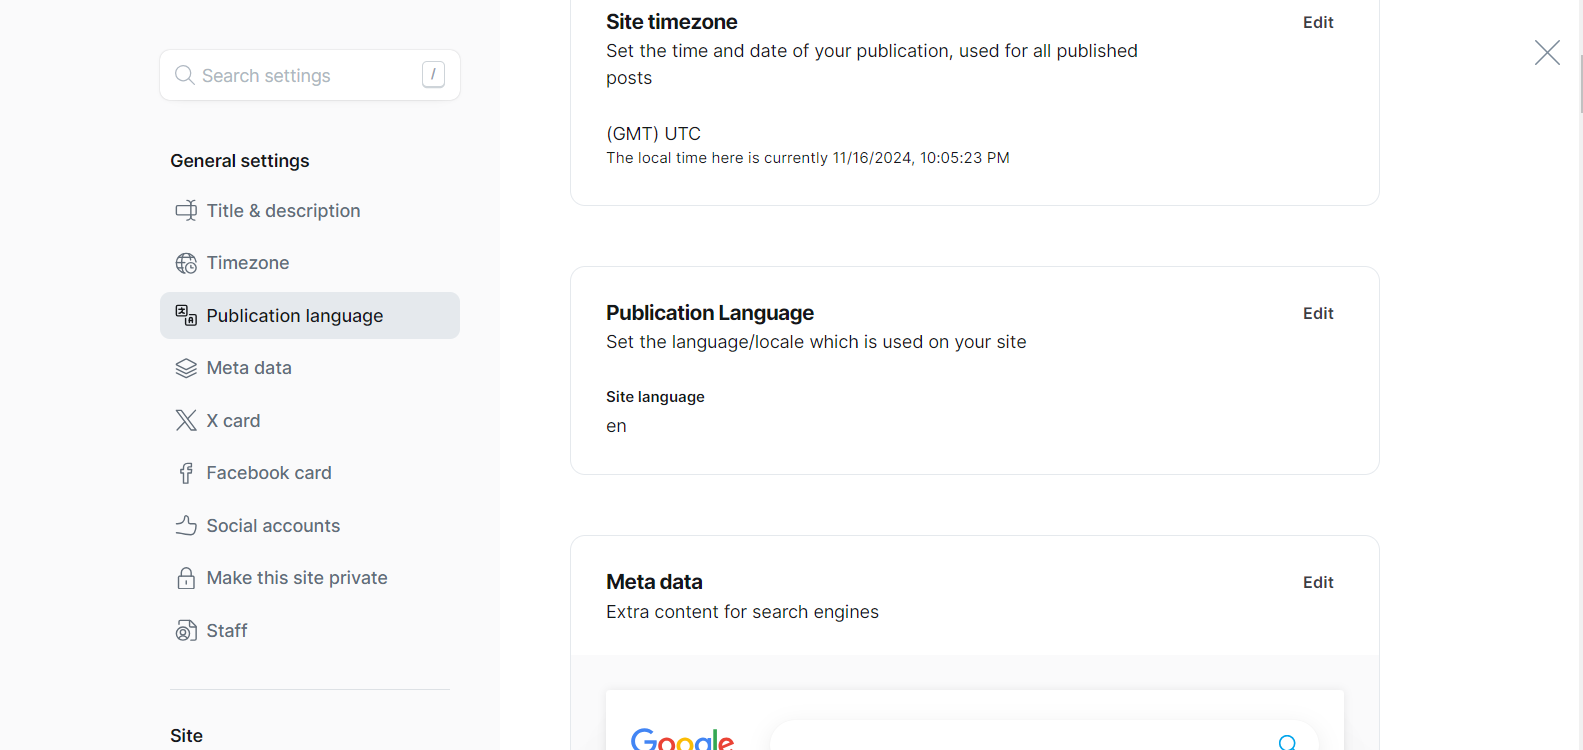 Search settings /
General settings
Title & description
Timezone
Publication language
Meta data
X card
Facebook card
Social accounts
Make this site private
Staff
Site
Site timezone
Edit
Set the time and date of your publication, used for all published
posts
(GMT) UTC
The local time here is currently 11/16/2024, 10:05:23 PM
Publication Language
Edit
Set the language/locale which is used on your site
Site language
en
Meta data
Edit
Extra content for search engines
Google